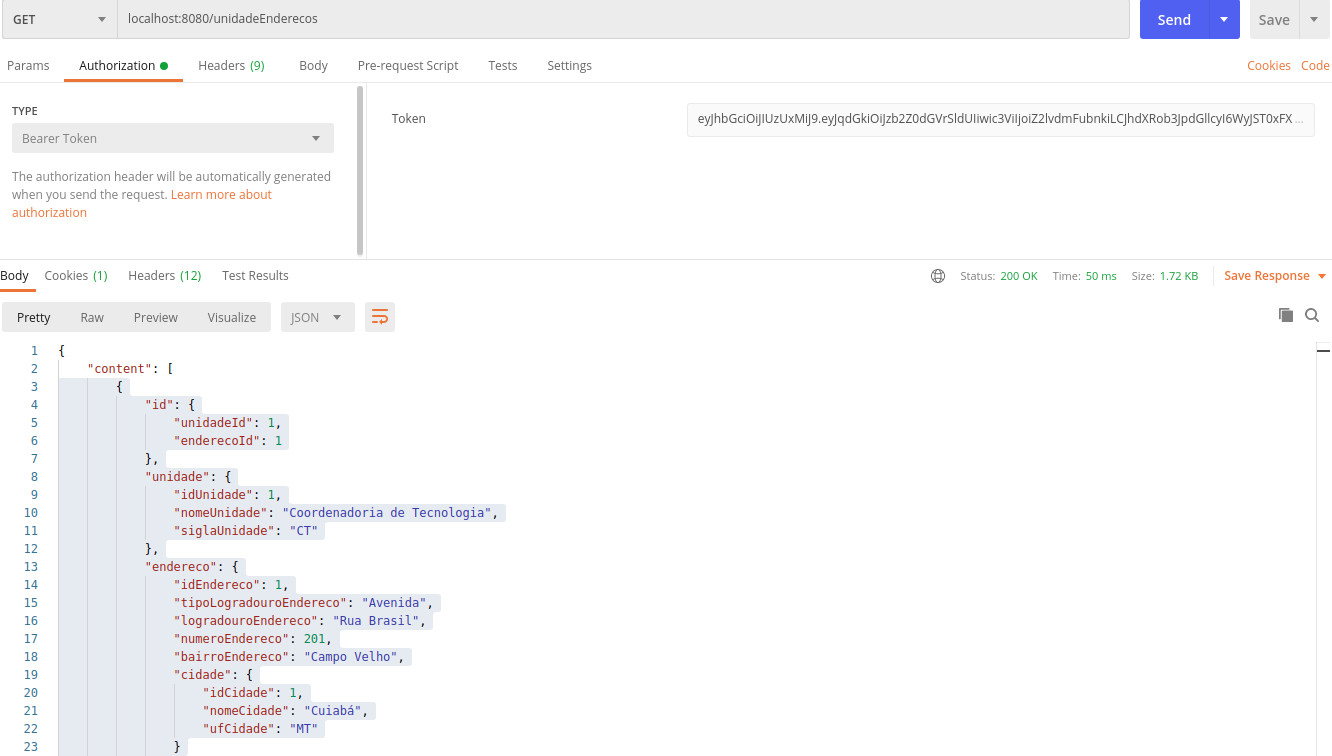 GET localhost:8080/unidadeEnderecos Send Save
Params Authorization Headers (9) Body Pre-request Script Tests Settings Cookies Code
TYPE
Bearer Token
The authorization header will be automatically generated
when you send the request. Learn more about
authorization
Token eyJhbGciOiJIUzUxMiJ9.eyJqdGkiOiJzb2Z0dGVrSldUIiwic3ViIjoiZ2lvdmFubnkiLCJhdXRob3JpdGllcyI6WyJST0xFX ...
Body Cookies (1) Headers (12) Test Results Status: 200 OK Time: 50 ms Size: 1.72 KB Save Response
Pretty Raw Preview Visualize JSON
1 {
2 "content": [
3 {
4 "id": {
5 "unidadeId": 1,
6 "enderecoId": 1
7 },
8 "unidade": {
9 "idUnidade": 1,
10 "nomeUnidade": "Coordenadoria de Tecnologia",
11 "siglaUnidade": "CT"
12 },
13 "endereco": {
14 "idEndereco": 1,
15 "tipoLogradouroEndereco": "Avenida",
16 "logradouroEndereco": "Rua Brasil",
17 "numeroEndereco": 201,
18 "bairroEndereco": "Campo Velho",
19 "cidade": {
20 "idCidade": 1,
21 "nomeCidade": "Cuiabá",
22 "ufCidade": "MT"
23 }